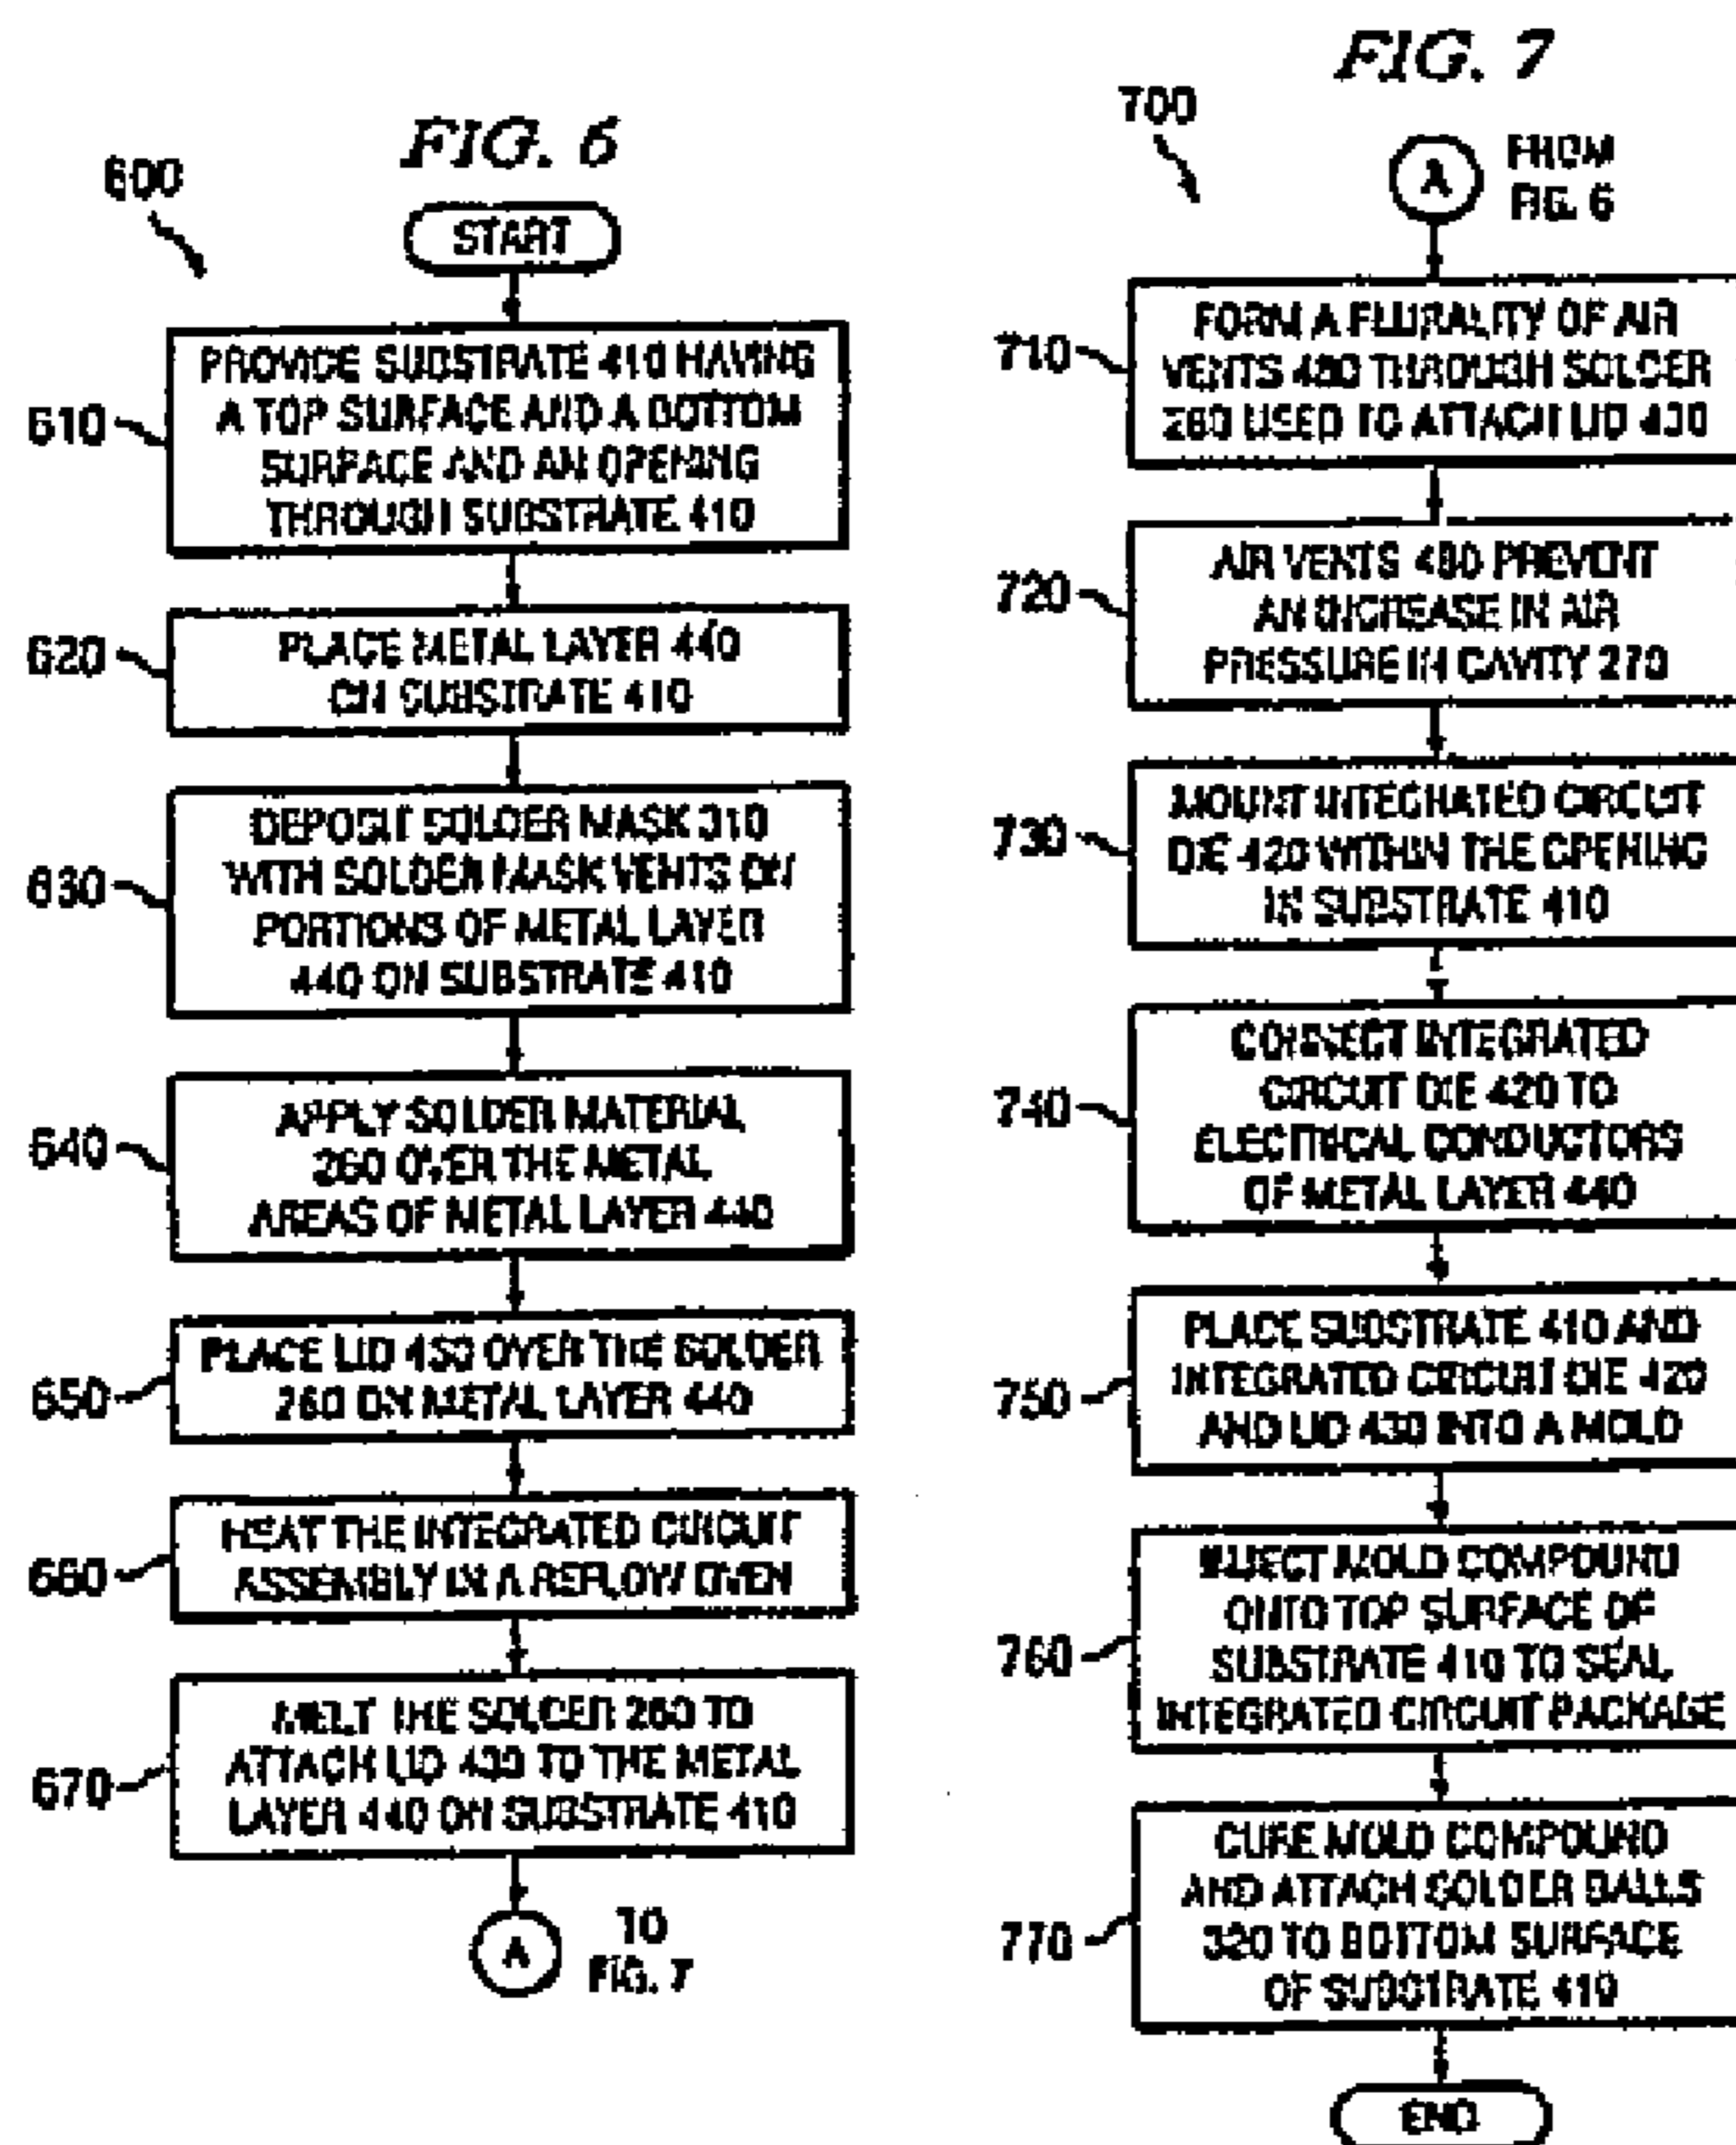 FIG. 6
600
START
610
PROVIDE SUBSTRATE 410 HAVING
A TOP SURFACE AND A BOTTOM
SURFACE AND AN OPENING
THROUGH SUBSTRATE 410
620
PLACE METAL LAYER 440
ON SUBSTRATE 410
630
DEPOSIT SOLDER MASK 310
WITH SOLDER MASK VENTS ON
PORTIONS OF METAL LAYER
440 ON SUBSTRATE 410
640
APPLY SOLDER MATERIAL
260 OVER THE METAL
AREAS OF METAL LAYER 440
650
PLACE LID 430 OVER THE SOLDER
260 ON METAL LAYER 440
660
HEAT THE INTEGRATED CIRCUIT
ASSEMBLY IN A REFLOW OVEN
670
MELT THE SOLDER 260 TO
ATTACH LID 430 TO THE METAL
LAYER 440 ON SUBSTRATE 410
A
TO
FIG. 7
FIG. 7
700
A
FROM
FIG. 6
710
FORM A PLURALITY OF AIR
VENTS 480 THROUGH SOLDER
260 USED TO ATTACH LID 430
720
AIR VENTS 480 PREVENT
AN INCREASE IN AIR
PRESSURE IN CAVITY 270
730
MOUNT INTEGRATED CIRCUIT
DIE 420 WITHIN THE OPENING
IN SUBSTRATE 410
740
CONNECT INTEGRATED
CIRCUIT DIE 420 TO
ELECTRICAL CONDUCTORS
OF METAL LAYER 440
750
PLACE SUBSTRATE 410 AND
INTEGRATED CIRCUIT DIE 420
AND LID 430 INTO A MOLD
760
INJECT MOLD COMPOUND
ONTO TOP SURFACE OF
SUBSTRATE 410 TO SEAL
INTEGRATED CIRCUIT PACKAGE
770
CURE MOLD COMPOUND
AND ATTACH SOLDER BALLS
320 TO BOTTOM SURFACE
OF SUBSTRATE 410
END